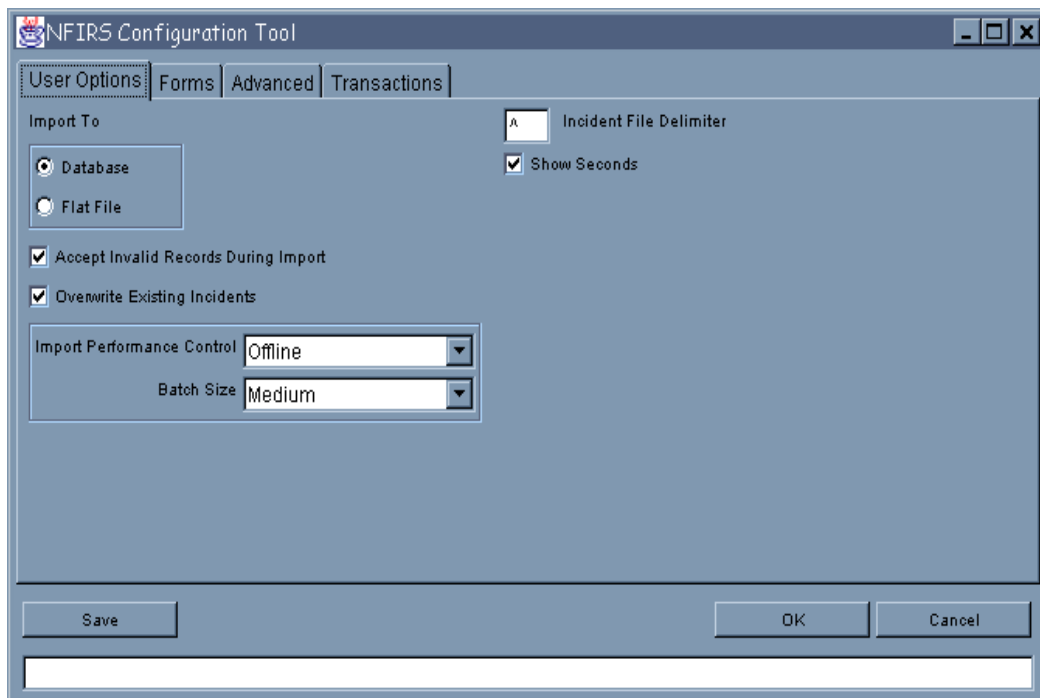 NFIRS Configuration Tool
User Options Forms Advanced Transactions
Import To
Database
Flat File
Accept Invalid Records During Import
Overwrite Existing Incidents
Import Performance Control Offline
Batch Size Medium
^ Incident File Delimiter
Show Seconds
Save OK Cancel